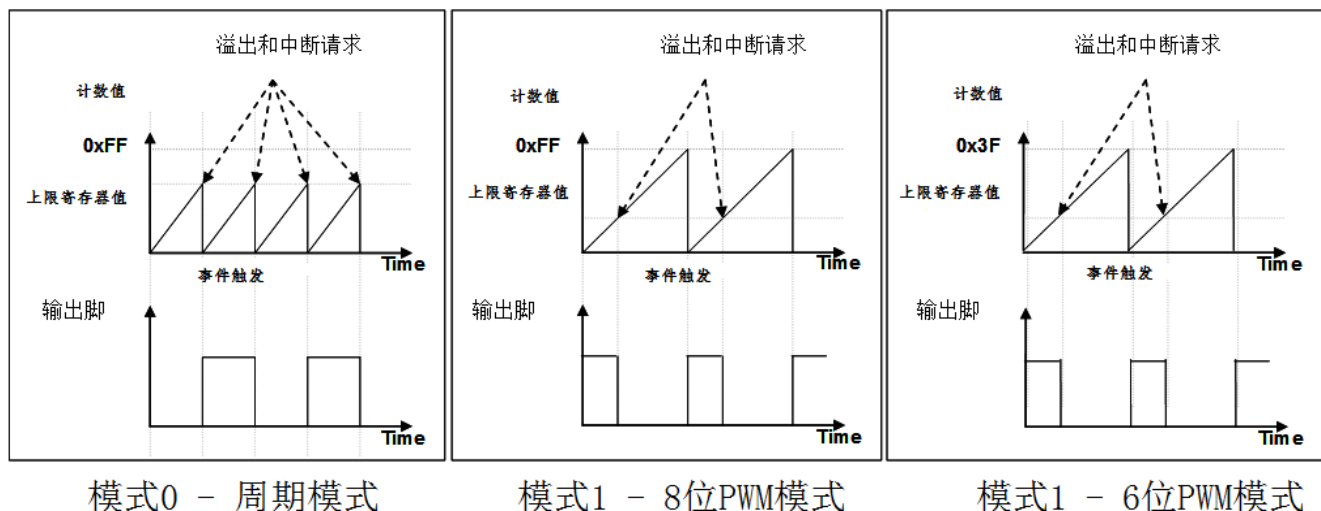 溢出和中断请求
计数值
0xFF
上限寄存器值
Time
事件触发
输出脚
Time
模式0 - 周期模式
溢出和中断请求
计数值
0xFF
上限寄存器值
Time
事件触发
输出脚
Time
模式1 - 8位PWM模式
溢出和中断请求
计数值
0x3F
上限寄存器值
Time
事件触发
输出脚
Time
模式1 - 6位PWM模式